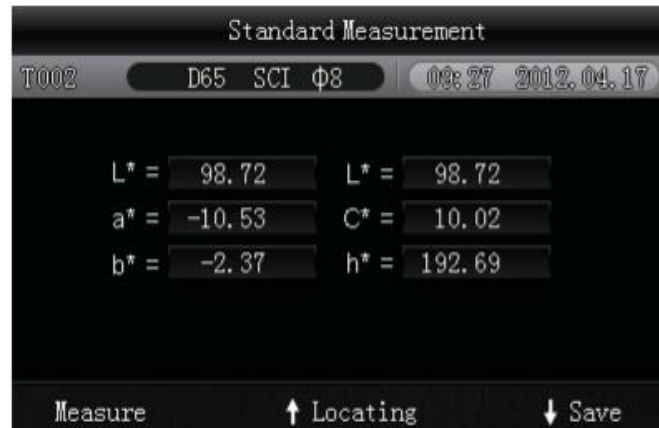 Standard Measurement
T002 D65 SCI Φ8 09:27 2012.04.17
L* = 98.72 L* = 98.72
a* = -10.53 C* = 10.02
b* = -2.37 h* = 192.69
Measure ↑ Locating ↓ Save